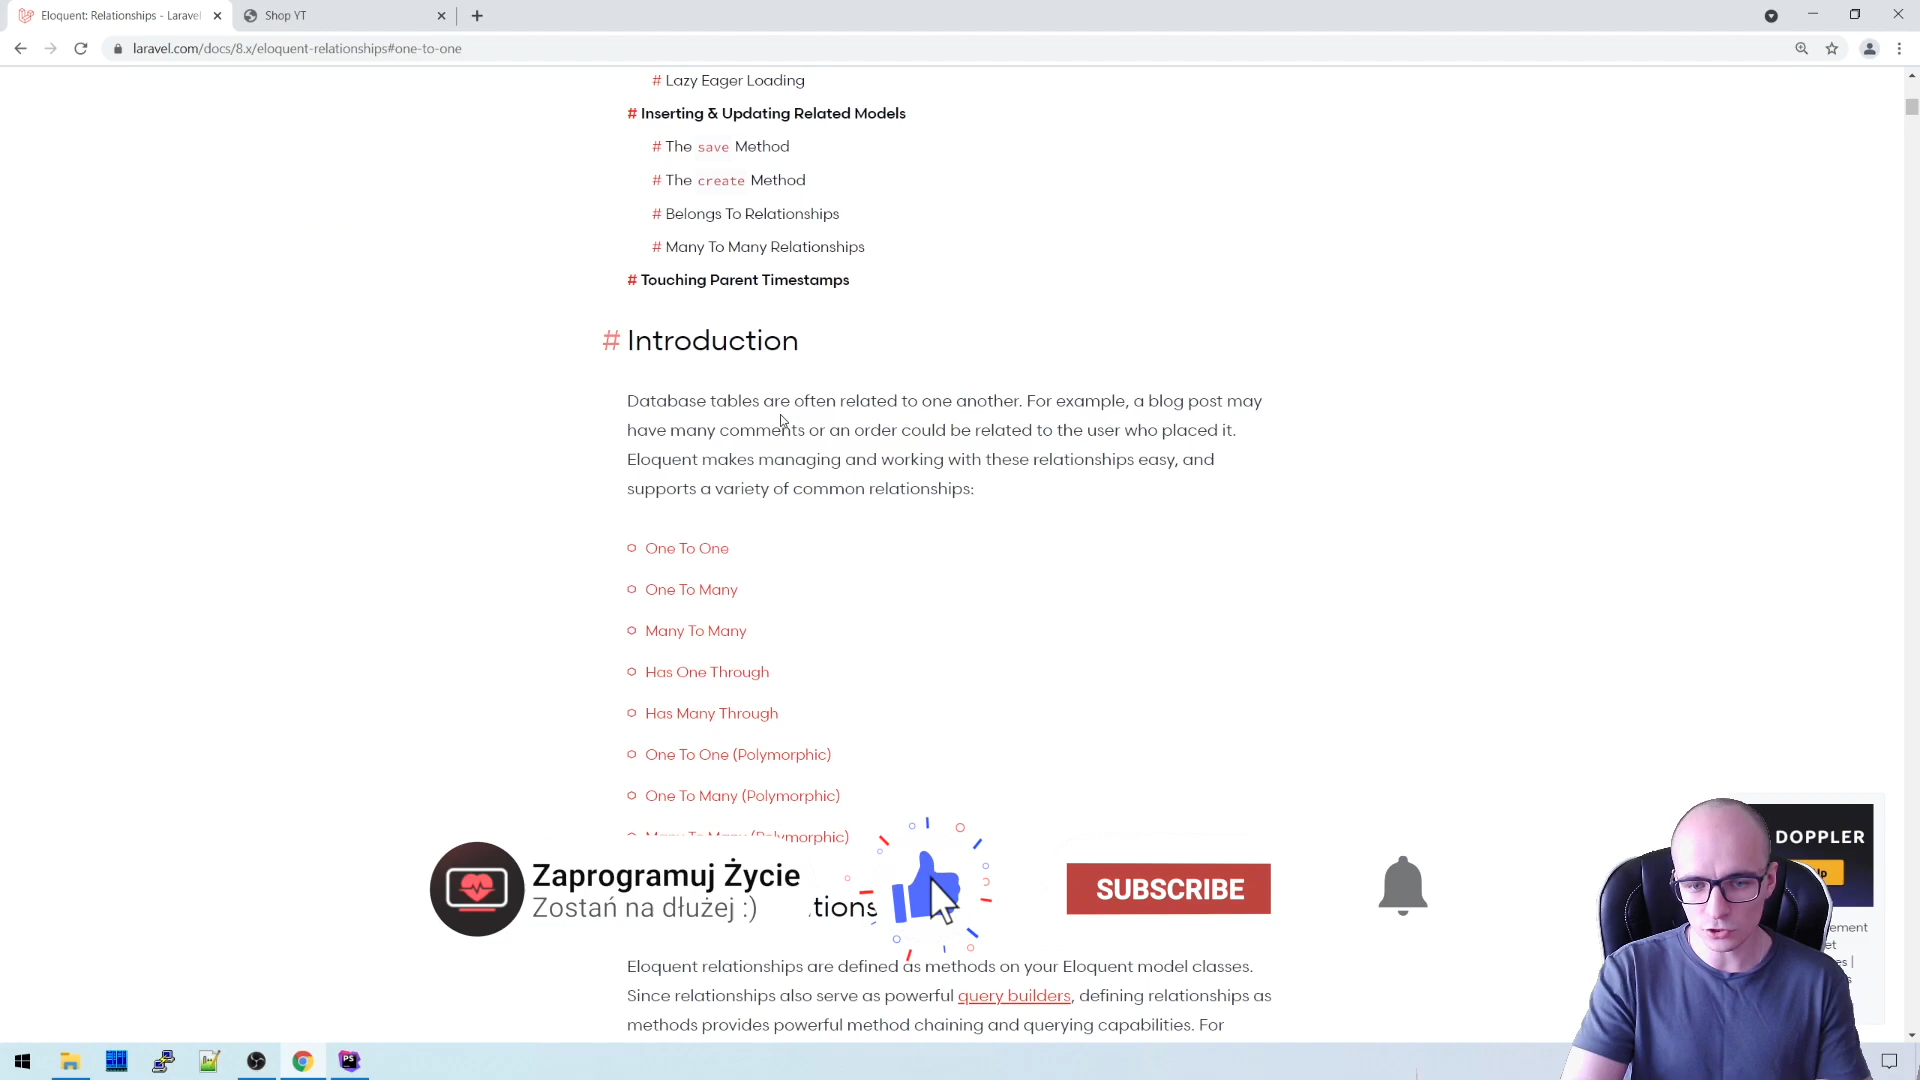 Eloquent: Relationships - Laravel
Shop YT
laravel.com/docs/8.x/eloquent-relationships#one-to-one
# Lazy Eager Loading
# Inserting & Updating Related Models
# The save Method
# The create Method
# Belongs To Relationships
# Many To Many Relationships
# Touching Parent Timestamps
# Introduction
Database tables are often related to one another. For example, a blog post may
have many comments or an order could be related to the user who placed it.
Eloquent makes managing and working with these relationships easy, and
supports a variety of common relationships:
One To One
One To Many
Many To Many
Has One Through
Has Many Through
One To One (Polymorphic)
One To Many (Polymorphic)
Many To Many (Polymorphic)
DOPPLER
Zaprogramuj Życie
Zostań na dłużej :)
tions
SUBSCRIBE
Eloquent relationships are defined as methods on your Eloquent model classes.
Since relationships also serve as powerful query builders, defining relationships as
methods provides powerful method chaining and querying capabilities. For
PS